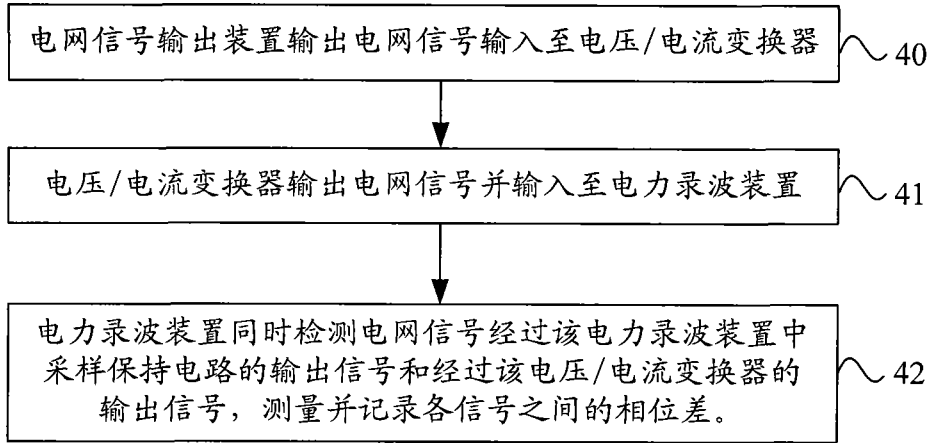 电网信号输出装置输出电网信号输入至电压/电流变换器
40
电压/电流变换器输出电网信号并输入至电力录波装置
41
电力录波装置同时检测电网信号经过该电力录波装置中
采样保持电路的输出信号和经过该电压/电流变换器的
输出信号，测量并记录各信号之间的相位差。
42